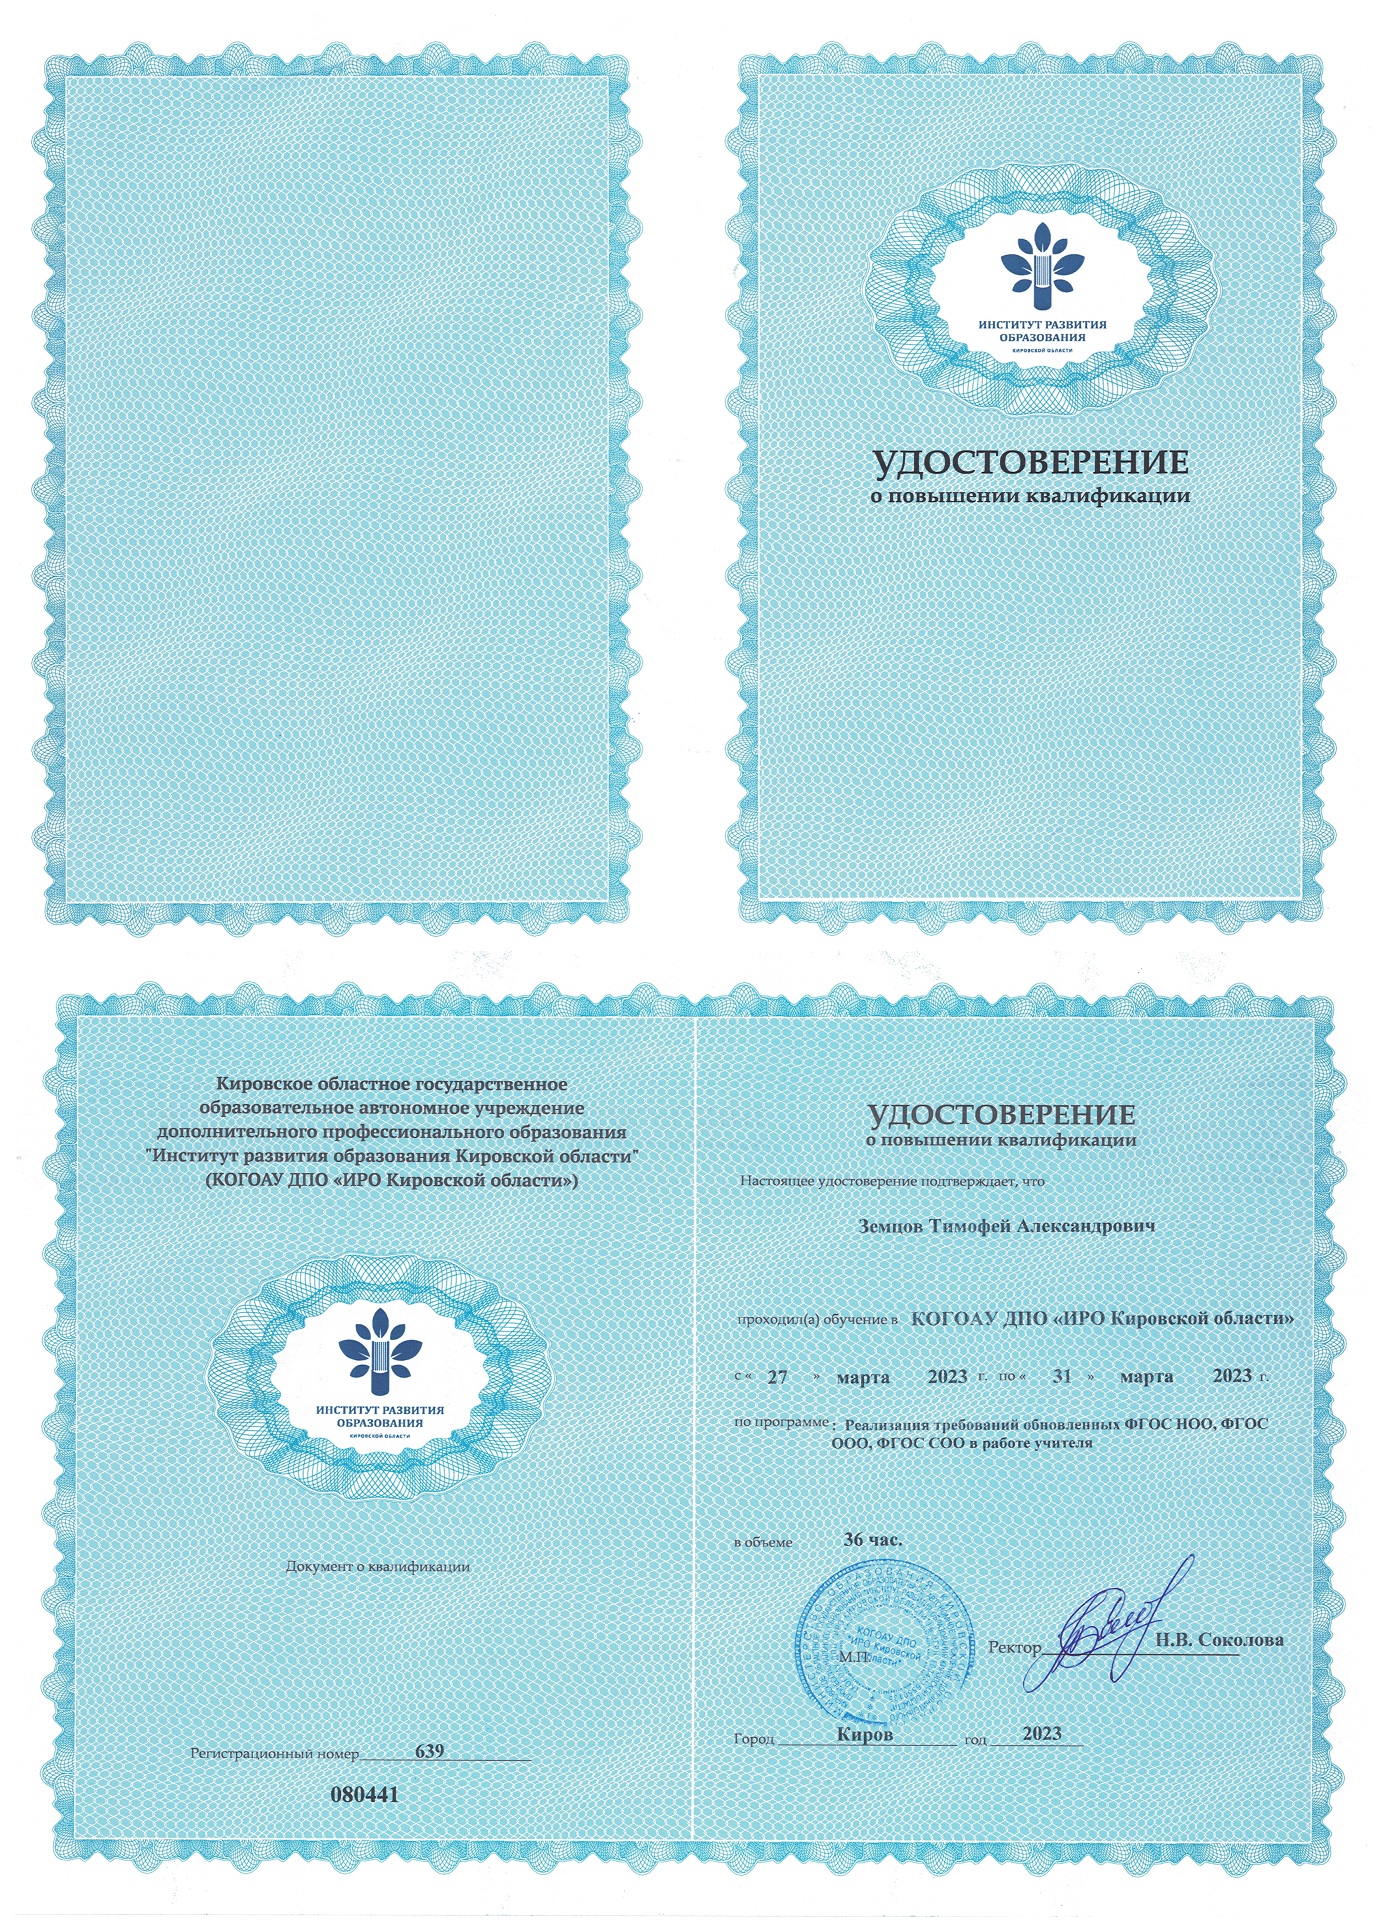 ИНСТИТУТ РАЗВИТИЯ
ОБРАЗОВАНИЯ
КИРОВСКОЙ ОБЛАСТИ
УДОСТОВЕРЕНИЕ
о повышении квалификации
Кировское областное государственное
образовательное автономное учреждение
дополнительного профессионального образования
"Институт развития образования Кировской области"
(КОГОАУ ДПО «ИРО Кировской области»)
ИНСТИТУТ РАЗВИТИЯ
ОБРАЗОВАНИЯ
КИРОВСКОЙ ОБЛАСТИ
Документ о квалификации
Регистрационный номер 639
080441
УДОСТОВЕРЕНИЕ
о повышении квалификации
Настоящее удостоверение подтверждает, что
Земцов Тимофей Александрович
проходил(а) обучение в КОГОАУ ДПО «ИРО Кировской области»
с « 27 » марта 2023 г. по « 31 » марта 2023 г.
по программе : Реализация требований обновленных ФГОС НОО, ФГОС
ООО, ФГОС СОО в работе учителя
в объеме 36 час.
КОГОАУ ДПО
"ИРО Кировской
области"
М.П.
Ректор Н.В. Соколова
Город Киров год 2023